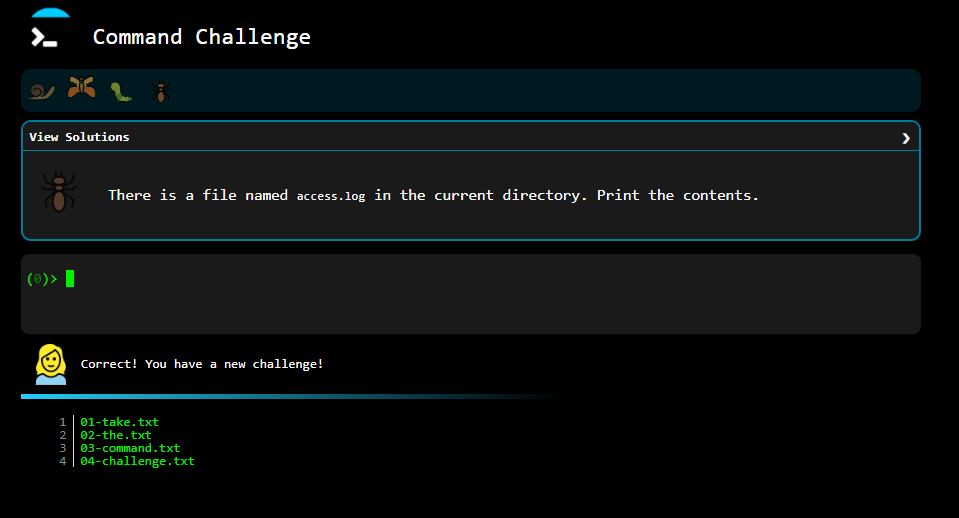 Command Challenge
View Solutions
There is a file named access.log in the current directory. Print the contents.
(0)>
Correct! You have a new challenge!
1 01-take.txt
2 02-the.txt
3 03-command.txt
4 04-challenge.txt